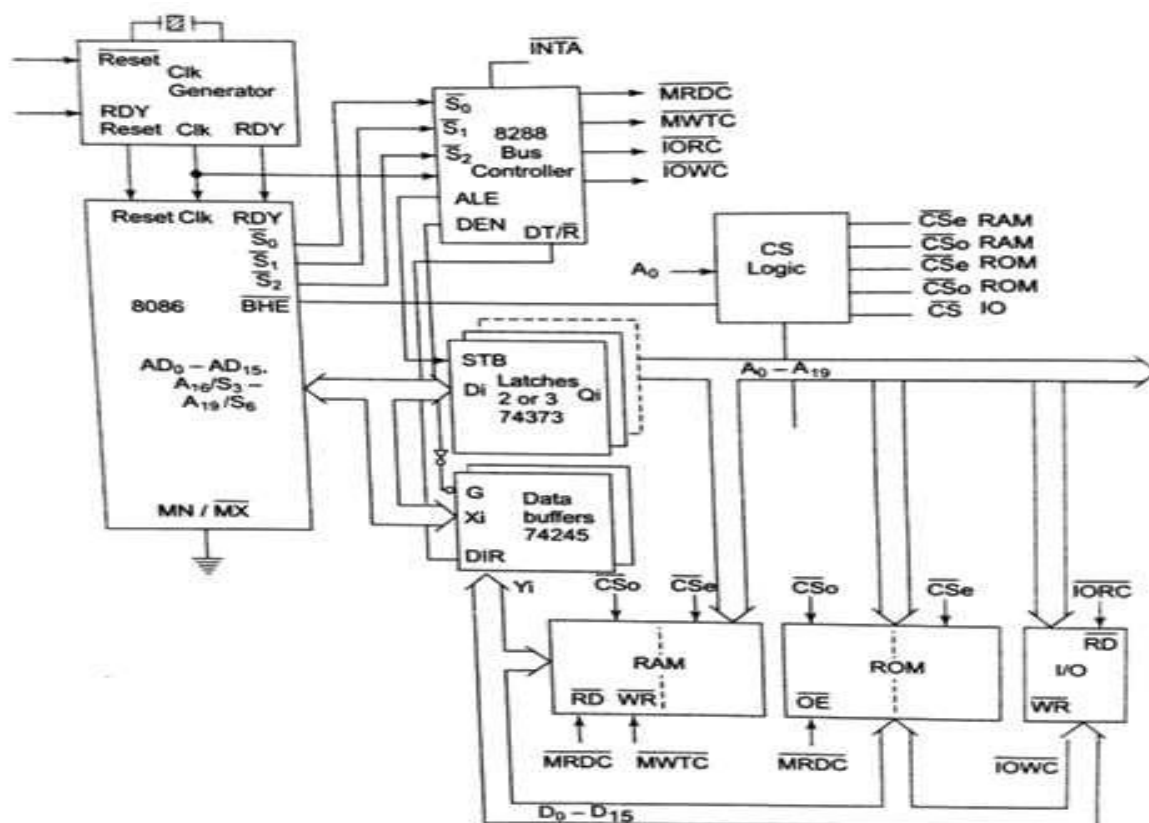 Reset
Clk
Generator
RDY
Reset Clk RDY
INTA
S0
S1
S2
8288
Bus
Controller
ALE
DEN
DT/R
MRDC
MWTC
IORC
IOWC
Reset Clk RDY
S0
S1
S2
8086
BHE
AD0 – AD15,
A16/S3 –
A19/S6
MN / MX
A0
CS
Logic
CSe RAM
CSo RAM
CSe ROM
CSo ROM
CS IO
STB
Di
Latches
2 or 3
74373
Qi
A0 – A19
G
Xi
DIR
Data
buffers
74245
Yi
CSo
CSe
CSo
CSe
IORC
RAM
RD WR
ROM
OE
RD
I/O
WR
MRDC
MWTC
MRDC
IOWC
D0 – D15